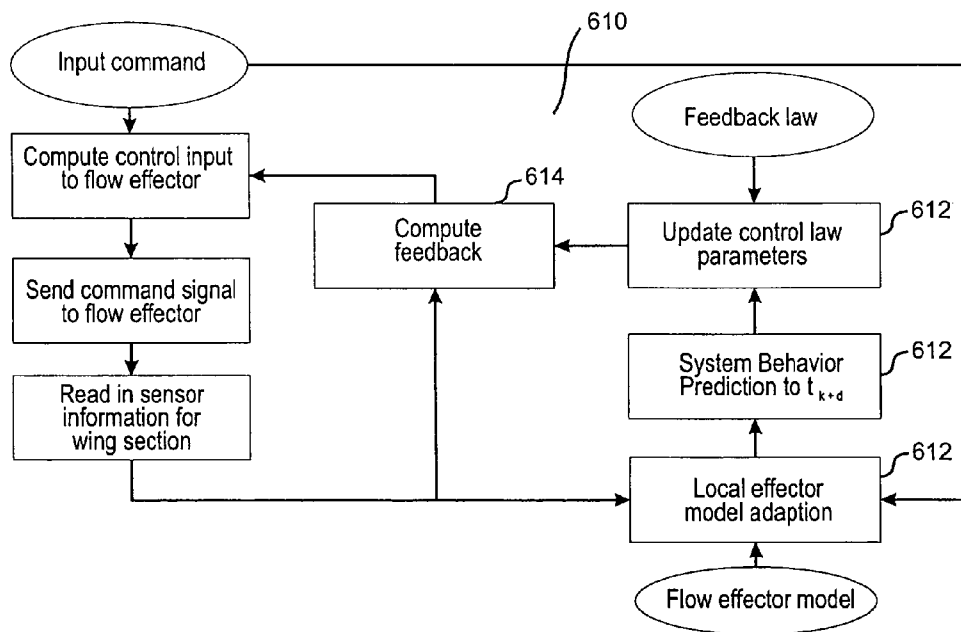 610
Input command
Feedback law
Compute control input
to flow effector
614
Compute
feedback
612
Update control law
parameters
Send command signal
to flow effector
612
System Behavior
Prediction to t k+d
Read in sensor
information for
wing section
612
Local effector
model adaption
Flow effector model